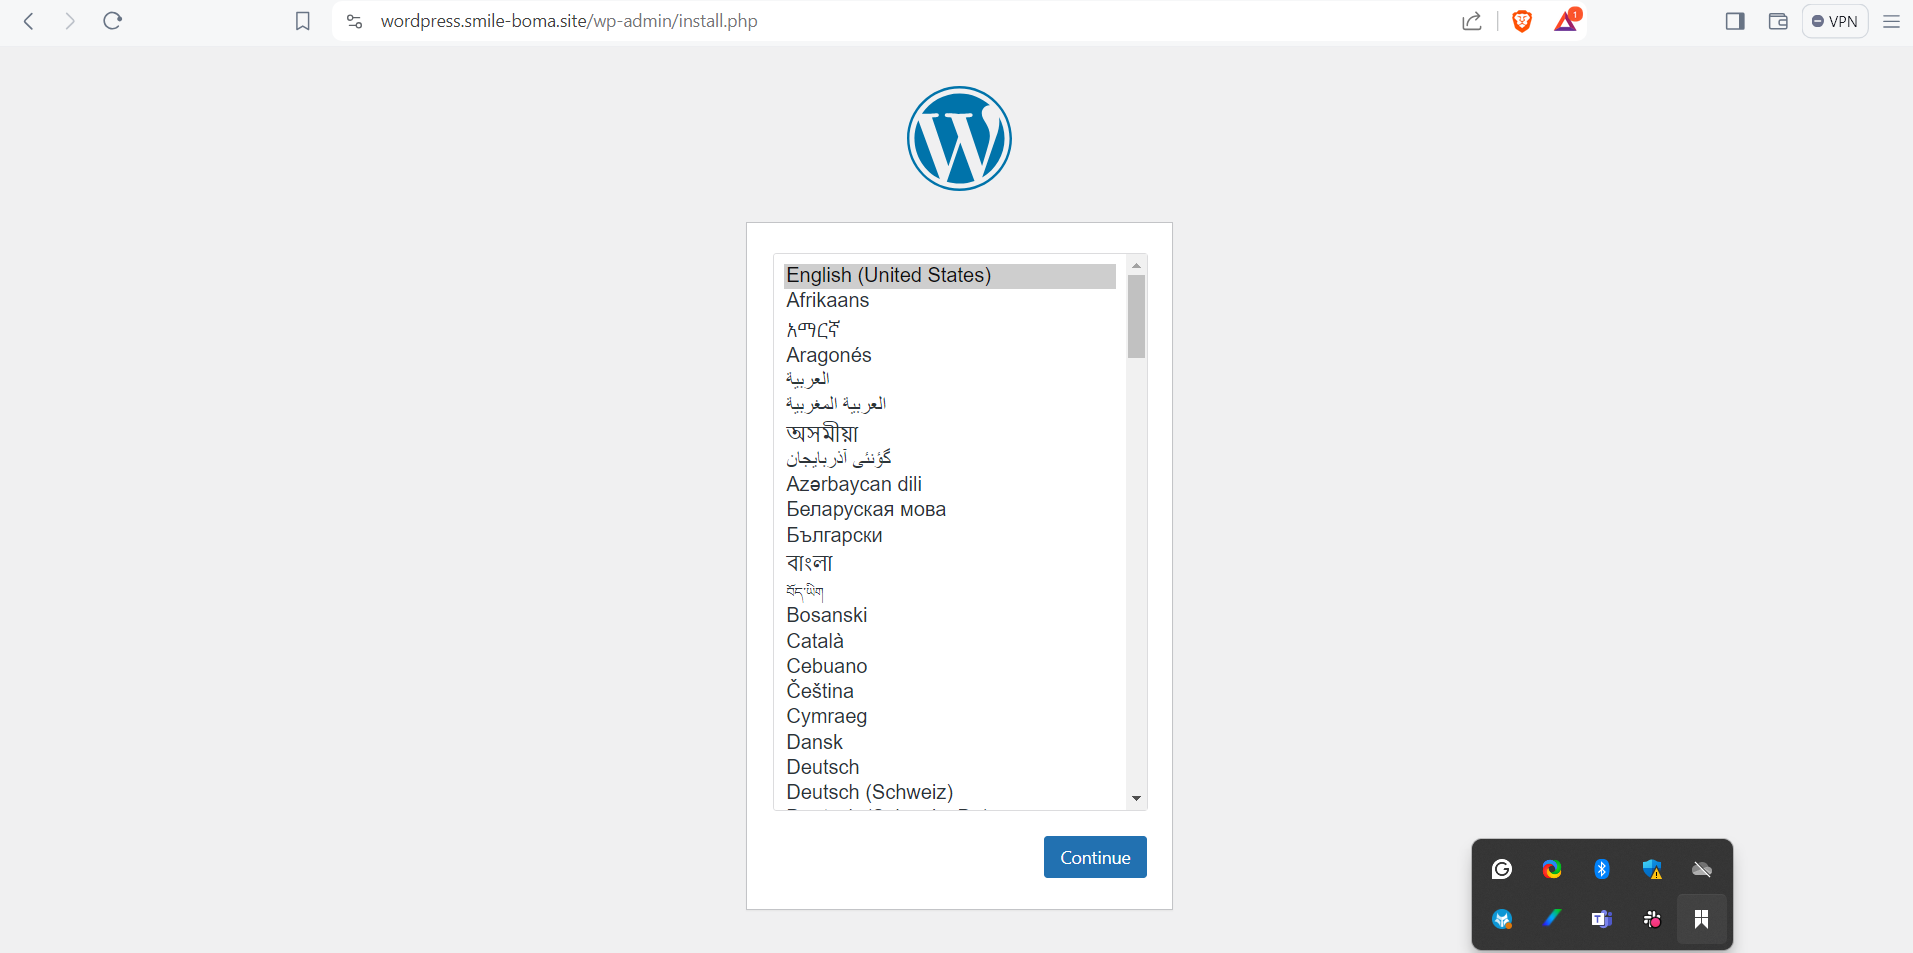 wordpress.smile-boma.site/wp-admin/install.php
1
VPN
English (United States)
Afrikaans
አማርኛ
Aragonés
العربية
العربية المغربية
অসমীয়া
گؤنئی آذربایجان
Azərbaycan dili
Беларуская мова
Български
বাংলা
བོད་ཡིག
Bosanski
Català
Cebuano
Čeština
Cymraeg
Dansk
Deutsch
Deutsch (Schweiz)
Continue